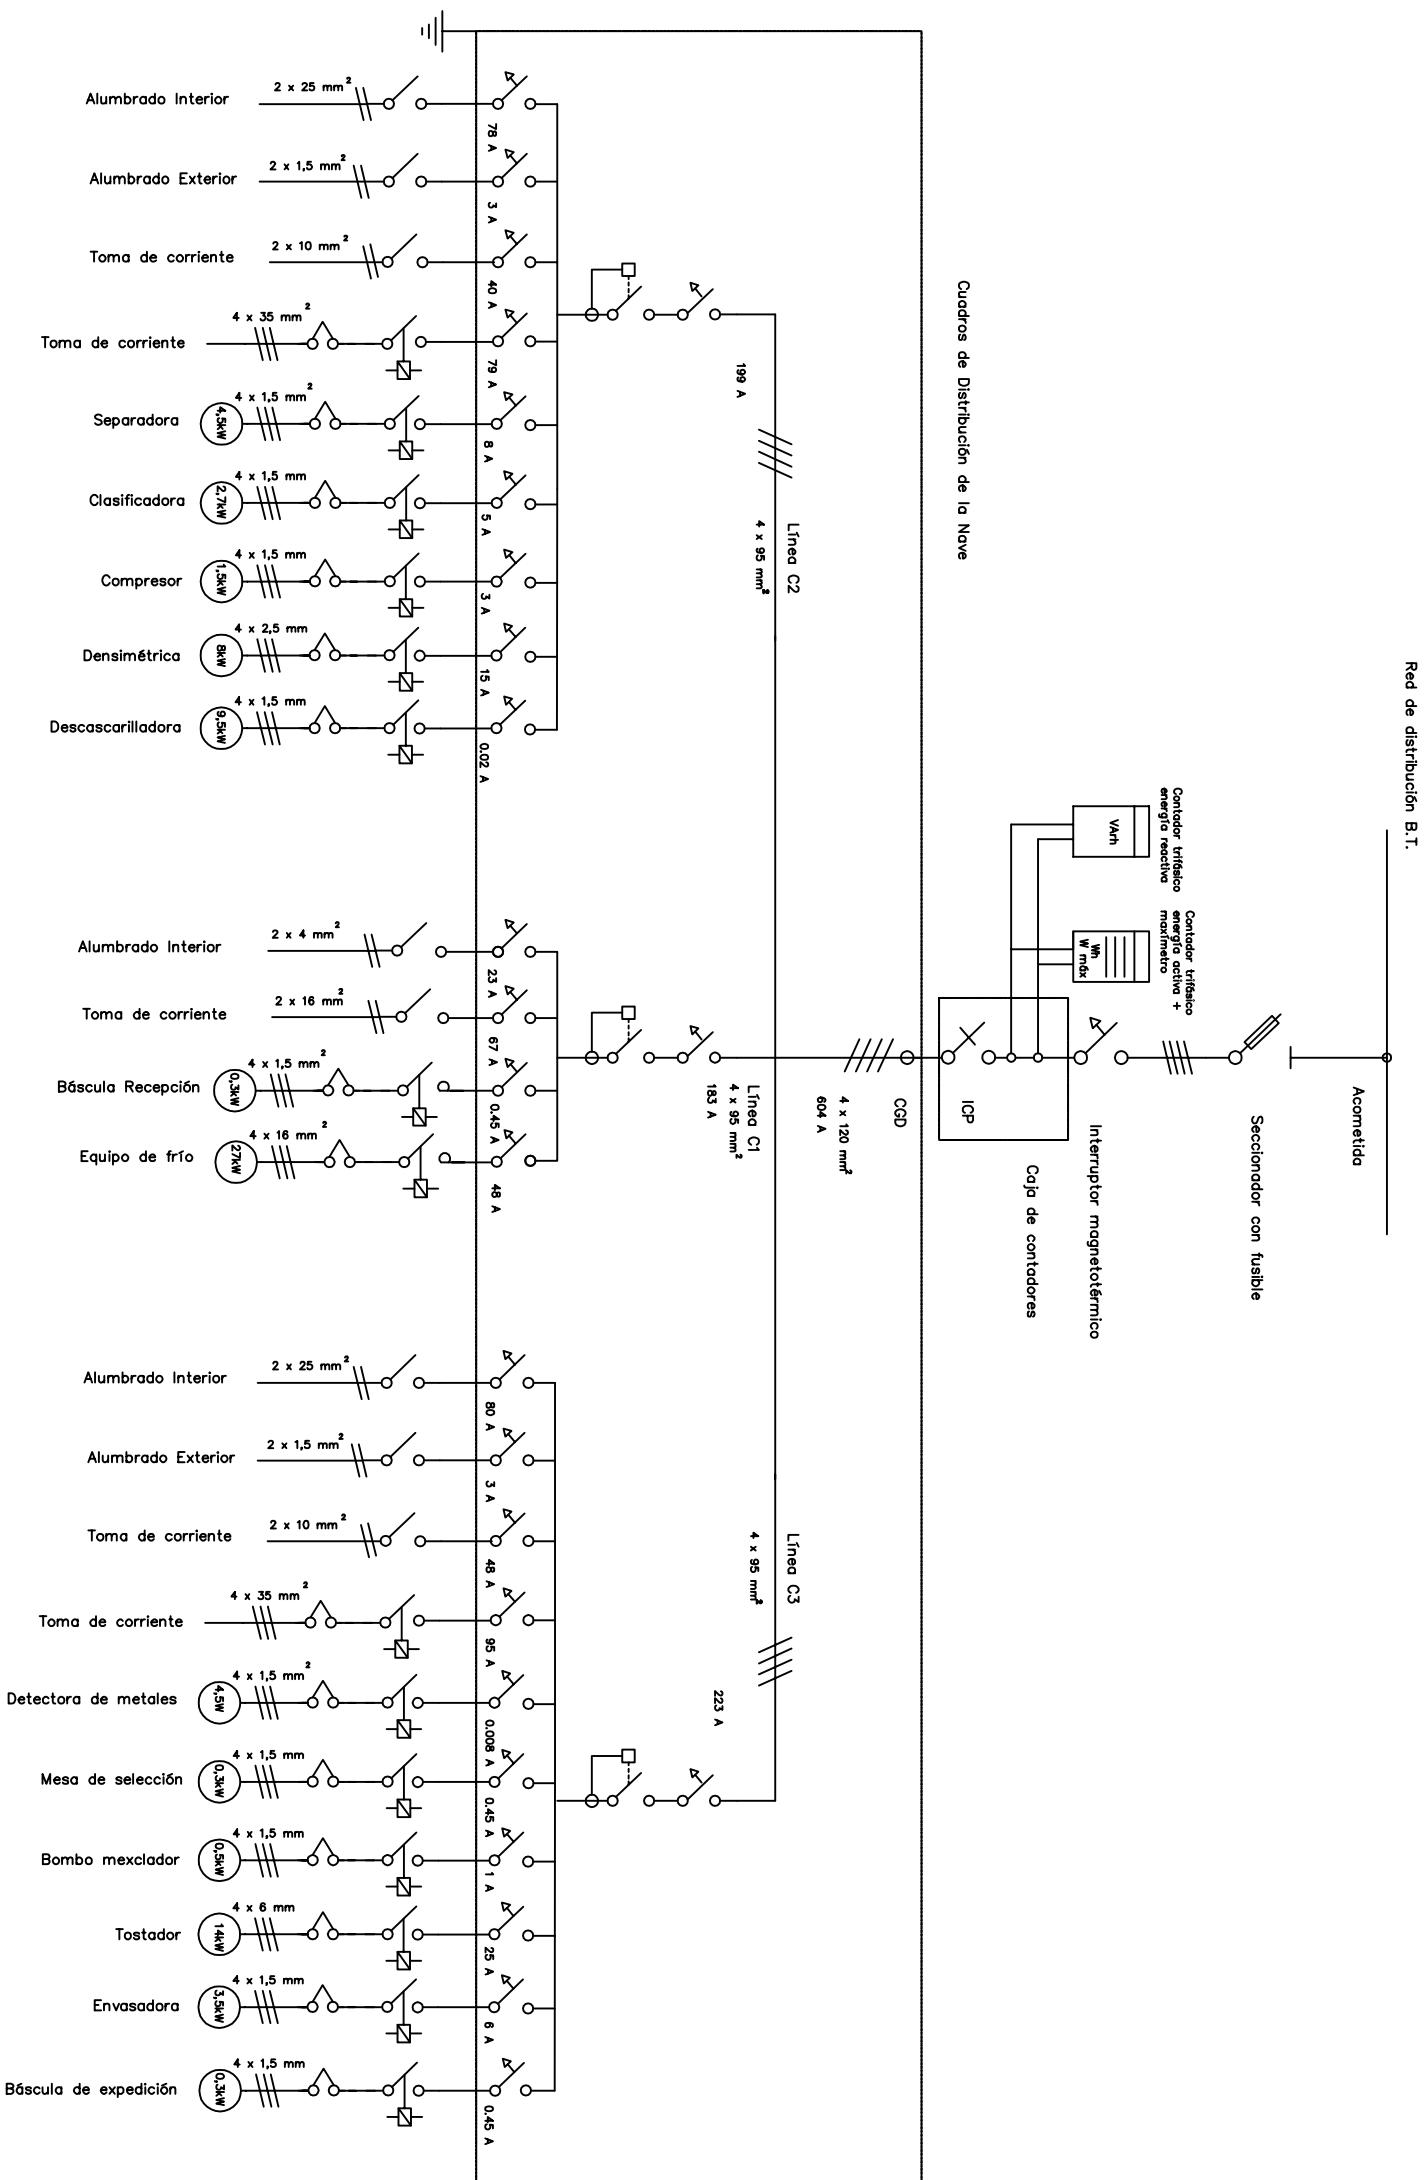 Red de distribución B.T.
Acometida
Seccionador con fusible
Interruptor magnetotérmico
Contador trifásico
energía reactiva
VArh
Contador trifásico
energía activa +
maxímetro
Wh
W máx
Caja de contadores
ICP
CGD
4 x 120 mm²
604 A
Cuadros de Distribución de la Nave
Línea C2
4 x 95 mm²
199 A
Línea C1
4 x 95 mm²
183 A
Línea C3
4 x 95 mm²
223 A
Alumbrado Interior
2 x 25 mm²
78 A
Alumbrado Exterior
2 x 1,5 mm²
3 A
Toma de corriente
2 x 10 mm²
40 A
Toma de corriente
4 x 35 mm²
79 A
Separadora
4,5kW
4 x 1,5 mm²
8 A
Clasificadora
2,7kW
4 x 1,5 mm
5 A
Compresor
1,5kW
4 x 1,5 mm
3 A
Densimétrica
8kW
4 x 2,5 mm
15 A
Descascarilladora
9,5kW
4 x 1,5 mm
0.02 A
Alumbrado Interior
2 x 4 mm²
23 A
Toma de corriente
2 x 16 mm²
67 A
Báscula Recepción
0,3kW
4 x 1,5 mm²
0.45 A
Equipo de frío
27kW
4 x 16 mm²
48 A
Alumbrado Interior
2 x 25 mm²
80 A
Alumbrado Exterior
2 x 1,5 mm²
3 A
Toma de corriente
2 x 10 mm²
48 A
Toma de corriente
4 x 35 mm²
95 A
Detectora de metales
4,5W
4 x 1,5 mm²
0.008 A
Mesa de selección
0,3kW
4 x 1,5 mm
0.45 A
Bombo mexclador
0,5kW
4 x 1,5 mm
1 A
Tostador
14kW
4 x 6 mm
25 A
Envasadora
3,5kW
4 x 1,5 mm
6 A
Báscula de expedición
0,3kW
4 x 1,5 mm
0.45 A